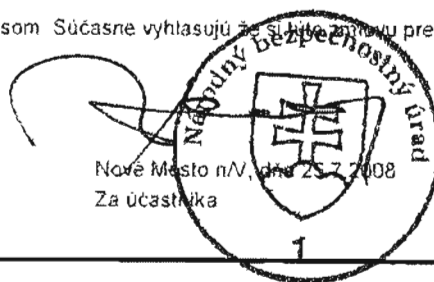 som Súčasne vyhlasujú že si túto zmluvu pre
Národný bezpečnostný úrad
Nové Mesto n/V, dňa 25.7.2008
Za účastníka
1